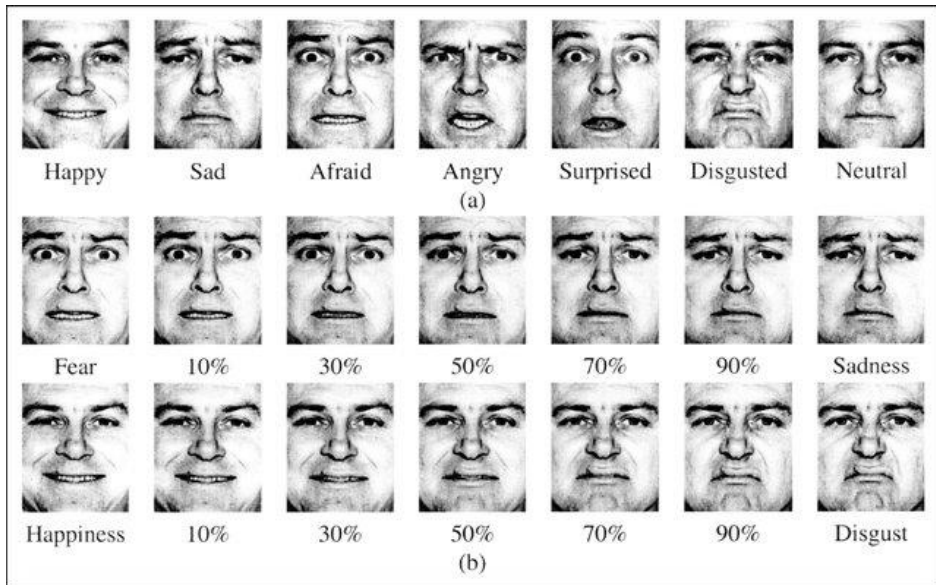 Happy Sad Afraid Angry Surprised Disgusted Neutral
(a)
Fear 10% 30% 50% 70% 90% Sadness
Happiness 10% 30% 50% 70% 90% Disgust
(b)